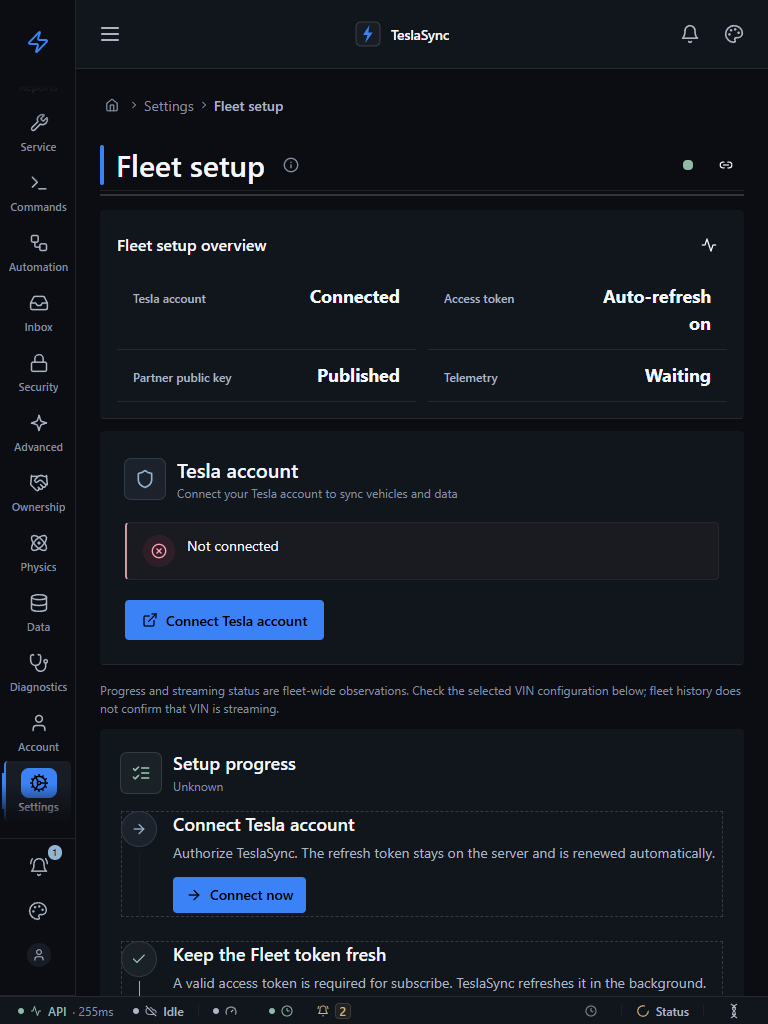 TeslaSync
Service
Commands
Automation
Inbox
Security
Advanced
Ownership
Physics
Data
Diagnostics
Account
Settings
1
Settings > Fleet setup
Fleet setup
Fleet setup overview
Tesla account
Connected
Access token
Auto-refresh
on
Partner public key
Published
Telemetry
Waiting
Tesla account
Connect your Tesla account to sync vehicles and data
Not connected
Connect Tesla account
Progress and streaming status are fleet-wide observations. Check the selected VIN configuration below; fleet history does
not confirm that VIN is streaming.
Setup progress
Unknown
Connect Tesla account
Authorize TeslaSync. The refresh token stays on the server and is renewed automatically.
Connect now
Keep the Fleet token fresh
A valid access token is required for subscribe. TeslaSync refreshes it in the background.
API · 255ms
Idle
2
Status